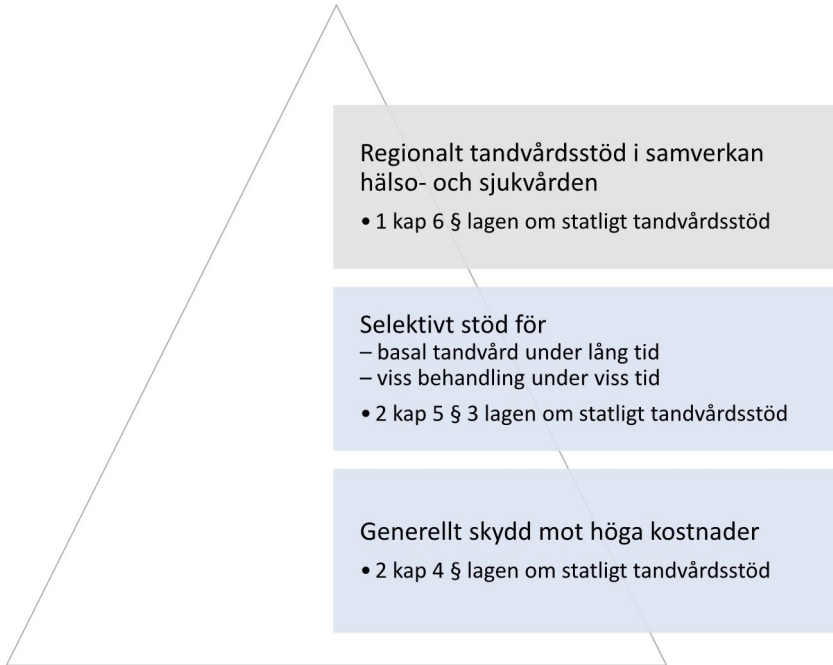 Regionalt tandvårdsstöd i samverkan
hälso- och sjukvården
• 1 kap 6 § lagen om statligt tandvårdsstöd
Selektivt stöd för
– basal tandvård under lång tid
– viss behandling under viss tid
• 2 kap 5 § 3 lagen om statligt tandvårdsstöd
Generellt skydd mot höga kostnader
• 2 kap 4 § lagen om statligt tandvårdsstöd